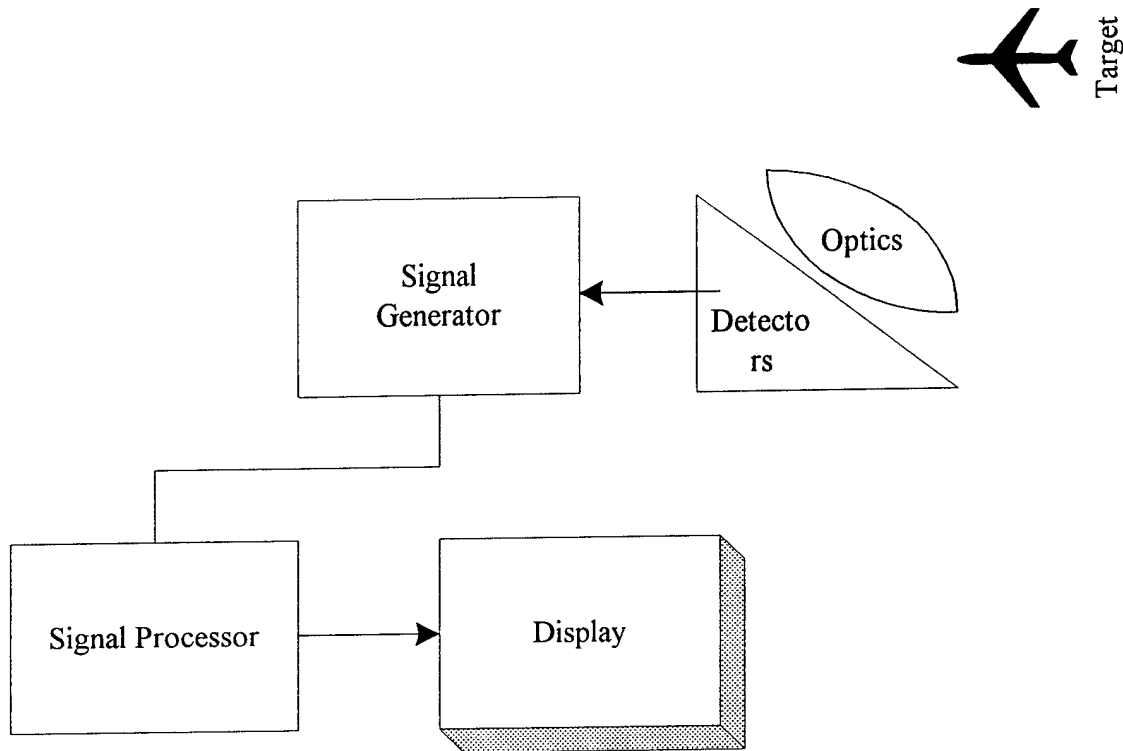 Target
Optics
Signal
Generator
Detecto
rs
Signal Processor
Display